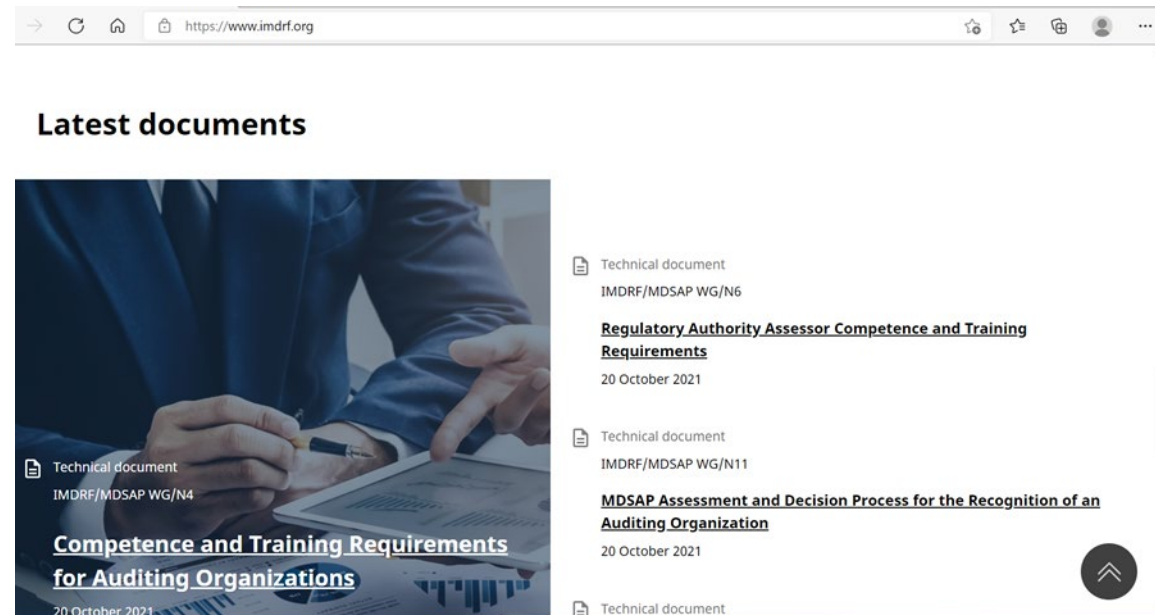 https://www.imdrf.org
Latest documents
Technical document
IMDRF/MDSAP WG/N4
Competence and Training Requirements
for Auditing Organizations
20 October 2021
Technical document
IMDRF/MDSAP WG/N6
Regulatory Authority Assessor Competence and Training
Requirements
20 October 2021
Technical document
IMDRF/MDSAP WG/N11
MDSAP Assessment and Decision Process for the Recognition of an
Auditing Organization
20 October 2021
Technical document